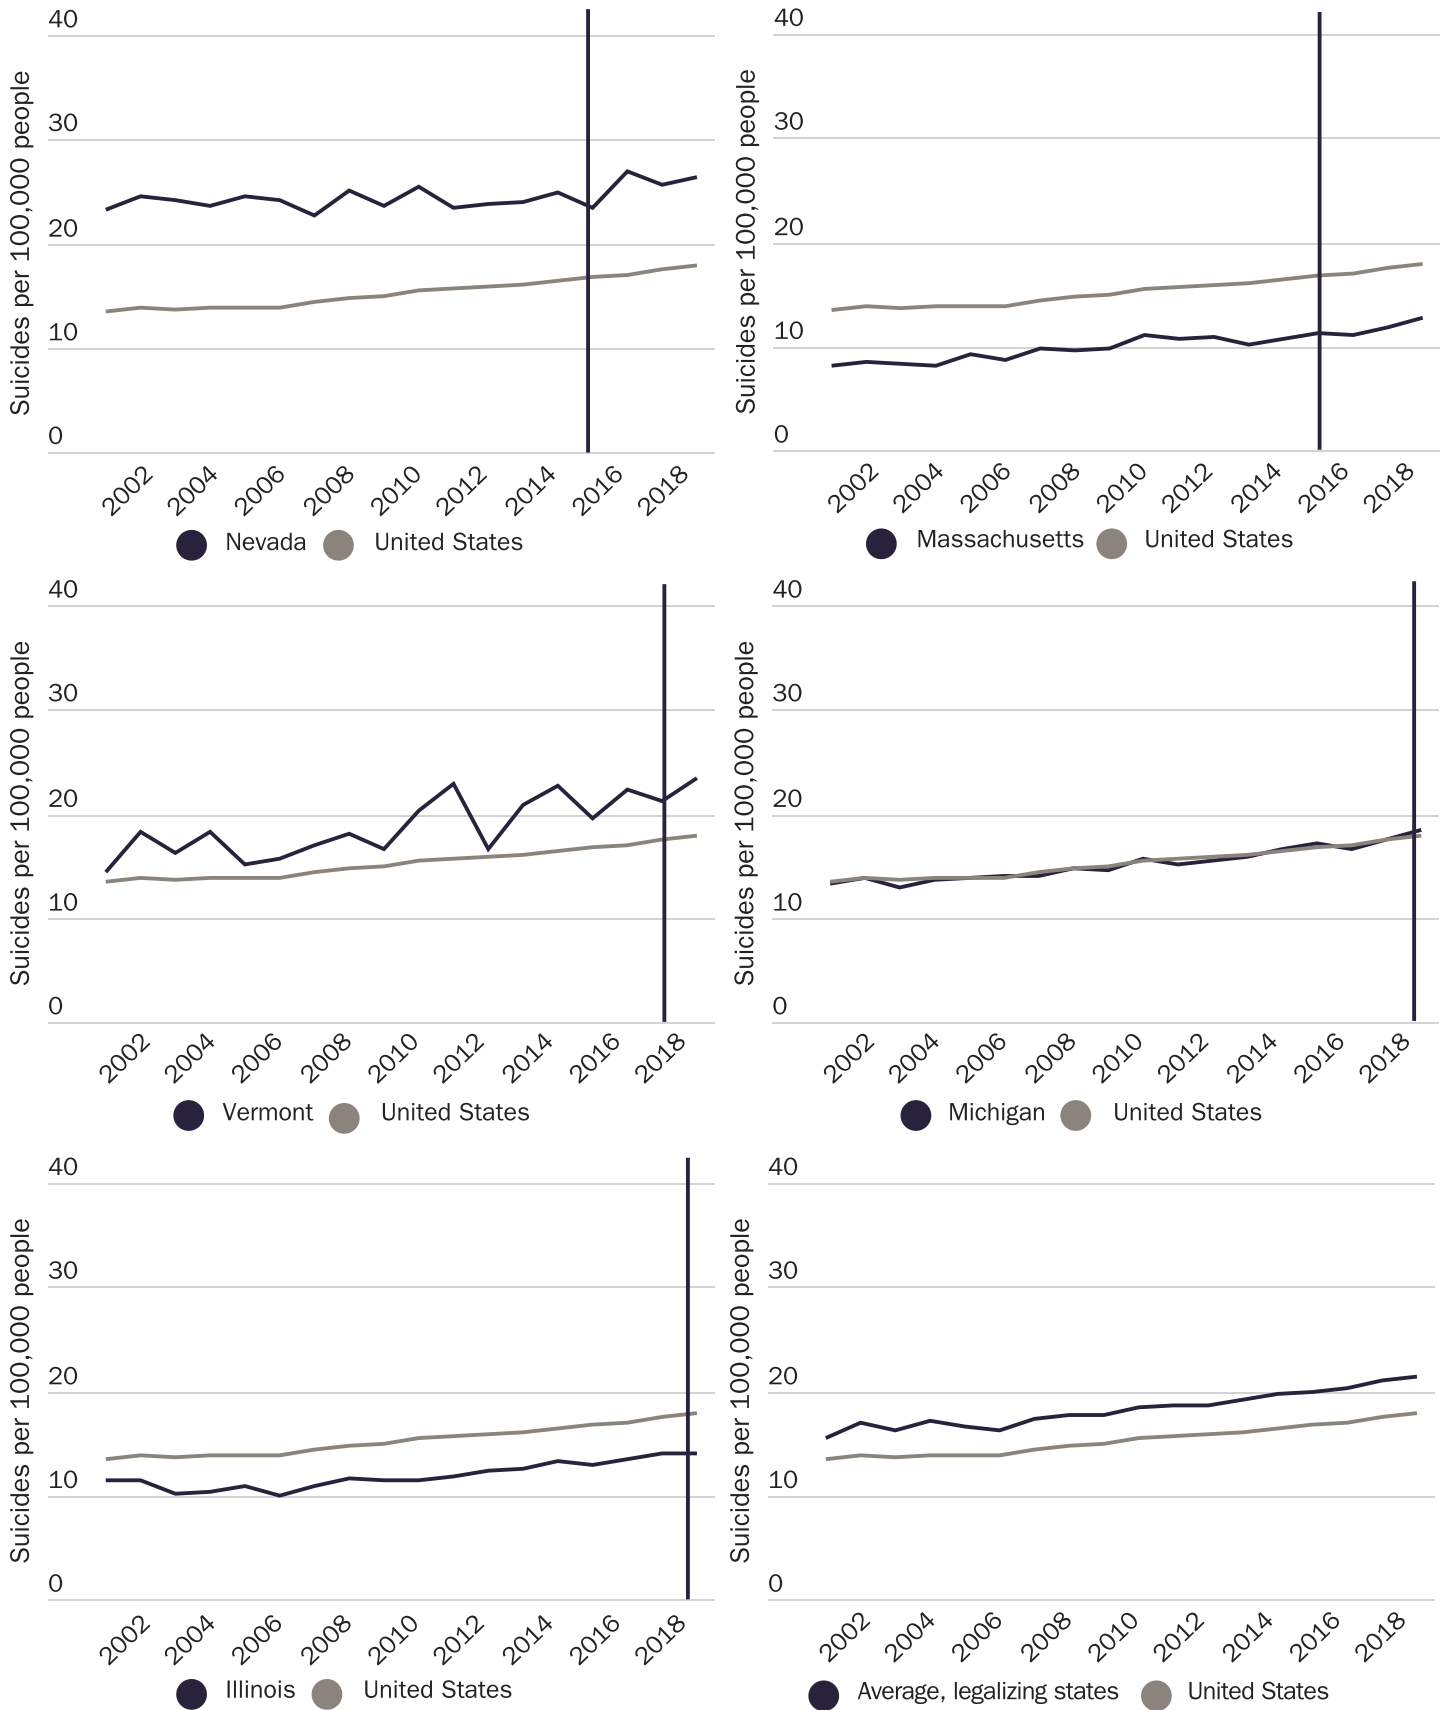 40
30
20
10
0
Suicides per 100,000 people
2002 2004 2006 2008 2010 2012 2014 2016 2018
Nevada United States
40
30
20
10
0
Suicides per 100,000 people
2002 2004 2006 2008 2010 2012 2014 2016 2018
Massachusetts United States
40
30
20
10
0
Suicides per 100,000 people
2002 2004 2006 2008 2010 2012 2014 2016 2018
Vermont United States
40
30
20
10
0
Suicides per 100,000 people
2002 2004 2006 2008 2010 2012 2014 2016 2018
Michigan United States
40
30
20
10
0
Suicides per 100,000 people
2002 2004 2006 2008 2010 2012 2014 2016 2018
Illinois United States
40
30
20
10
0
Suicides per 100,000 people
2002 2004 2006 2008 2010 2012 2014 2016 2018
Average, legalizing states United States